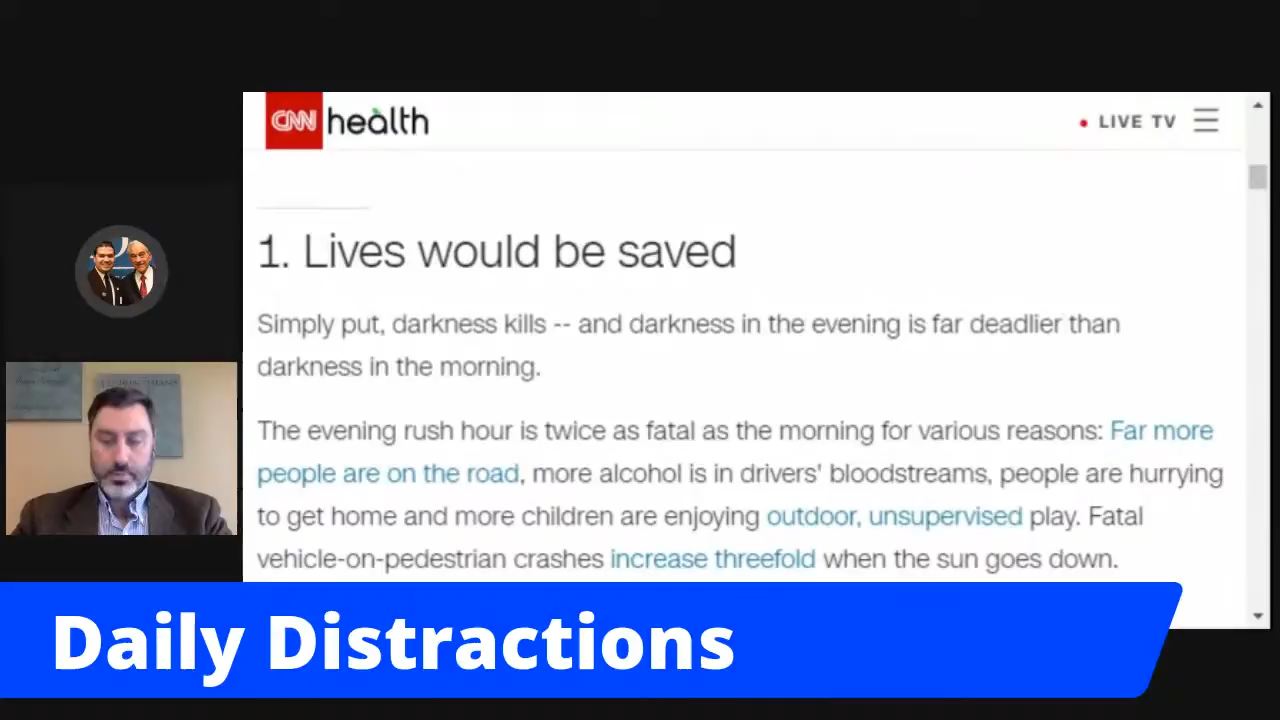 CNN health
LIVE TV
1. Lives would be saved
Simply put, darkness kills -- and darkness in the evening is far deadlier than
darkness in the morning.
The evening rush hour is twice as fatal as the morning for various reasons: Far more
people are on the road, more alcohol is in drivers' bloodstreams, people are hurrying
to get home and more children are enjoying outdoor, unsupervised play. Fatal
vehicle-on-pedestrian crashes increase threefold when the sun goes down.
Daily Distractions